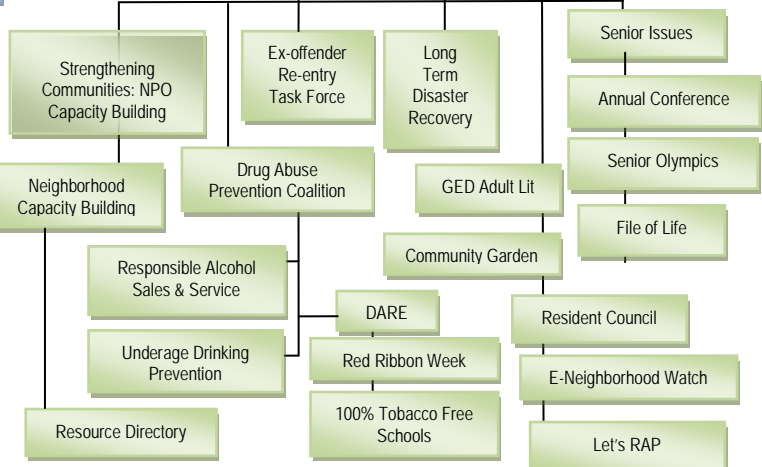 Strengthening
Communities: NPO
Capacity Building
Ex-offender
Re-entry
Task Force
Long
Term
Disaster
Recovery
Senior Issues
Annual Conference
Senior Olympics
File of Life
Neighborhood
Capacity Building
Drug Abuse
Prevention Coalition
GED Adult Lit
Community Garden
Resident Council
E-Neighborhood Watch
Let's RAP
Responsible Alcohol
Sales & Service
Underage Drinking
Prevention
DARE
Red Ribbon Week
100% Tobacco Free
Schools
Resource Directory